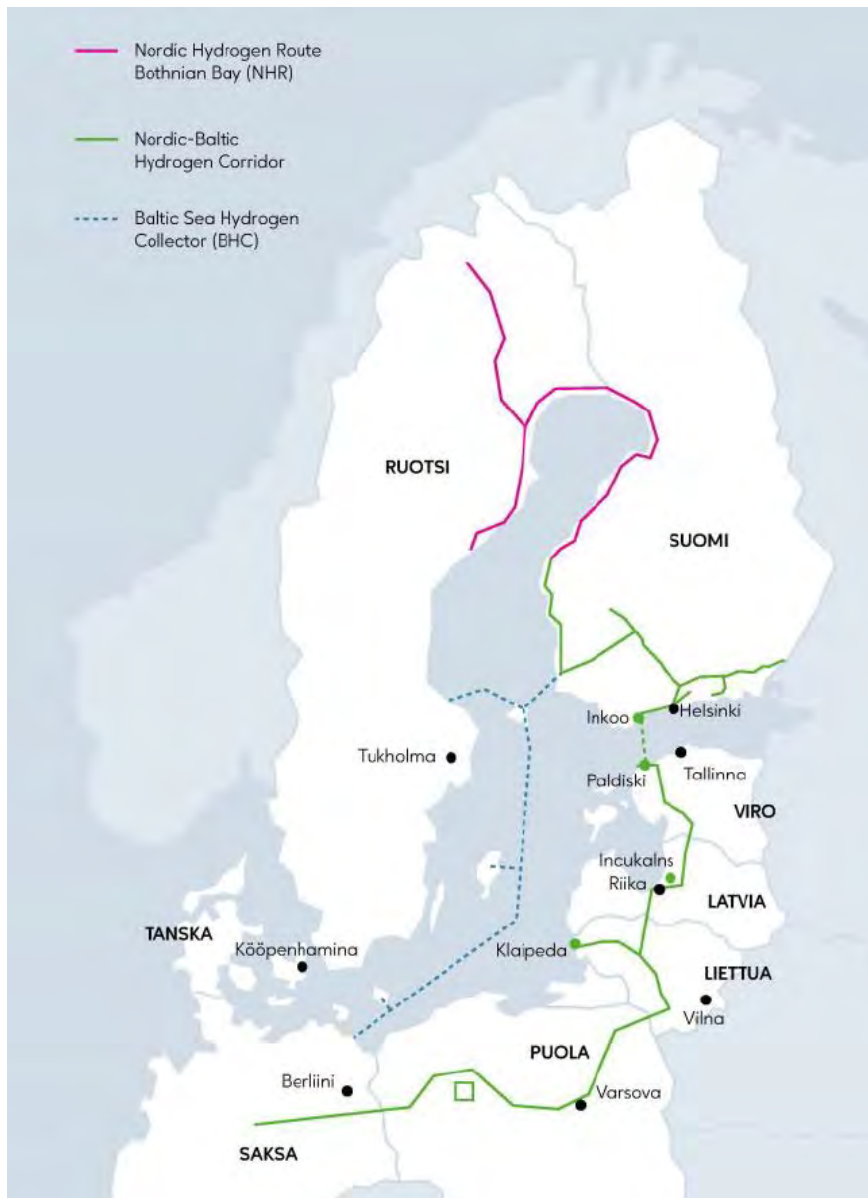 Nordic Hydrogen Route
Bothnian Bay (NHR)
Nordic-Baltic
Hydrogen Corridor
Baltic Sea Hydrogen
Collector (BHC)
RUOTSI
SUOMI
Inkoo
Helsinki
Tukholma
Paldiski
Tallinna
VIRO
Incukalns
Riika
LATVIA
TANSKA
Kööpenhamina
Klaipeda
LIETTUA
Vilna
PUOLA
Berliini
Varsova
SAKSA